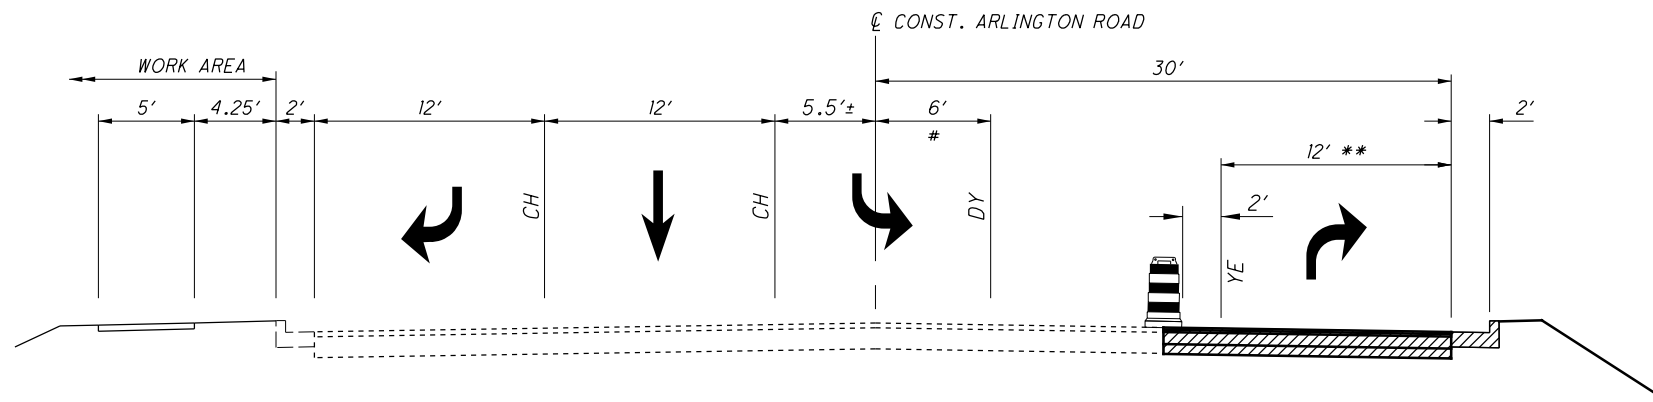 ℄ CONST. ARLINGTON ROAD
WORK AREA
30'
5'
4.25'
2'
12'
12'
5.5'±
6'
#
2'
12' **
2'
CH
CH
DY
YE